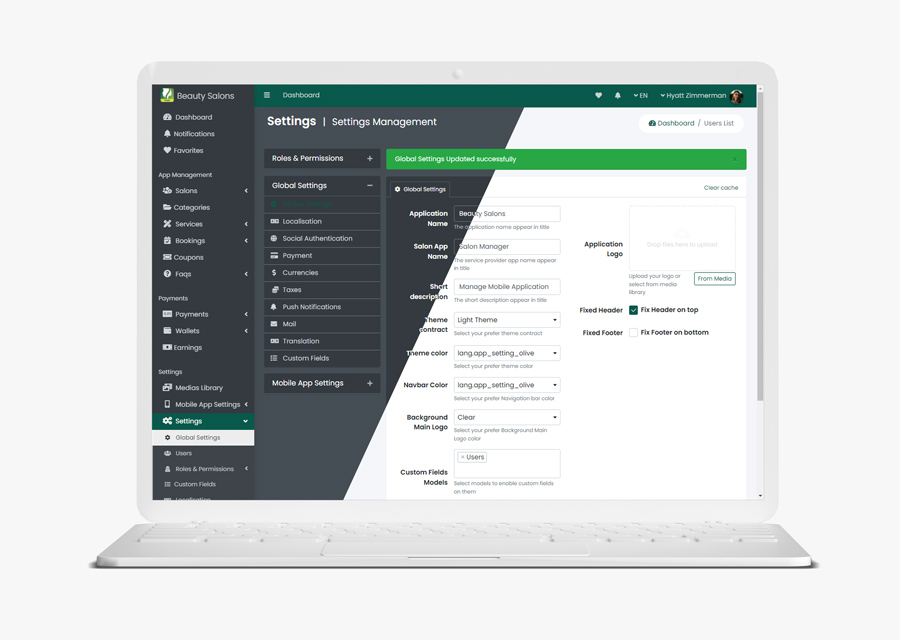 Beauty Salons
Dashboard
Notifications
Favorites
App Management
Salons
Categories
Services
Bookings
Coupons
Faqs
Payments
Payments
Wallets
Earnings
Settings
Medias Library
Mobile App Settings
Settings
Global Settings
Users
Roles & Permissions
Custom Fields
Localisation
Dashboard
EN
Hyatt Zimmerman
Settings | Settings Management
Dashboard / Users List
Roles & Permissions +
Global Settings −
Localisation
Social Authentication
Payment
$ Currencies
Taxes
Push Notifications
Mail
Translation
Custom Fields
Mobile App Settings +
Global Settings Updated successfully ×
Global Settings
Clear cache
Application Name
Beauty Salons
The application name appear in title
Salon App Name
Salon Manager
The service provider app name appear
in title
Short description
Manage Mobile Application
The short description appear in title
Theme contract
Light Theme
Select your prefer theme contract
Theme color
lang.app_setting_olive
Select your prefer theme color
Navbar Color
lang.app_setting_olive
Select your prefer Navigation bar color
Background
Main Logo
Clear
Select your prefer Background Main
Logo color
Custom Fields
Models
× Users
Select models to enable custom fields
on them
Application
Logo
Drop files here to upload
Upload your logo or
select from media
library
From Media
Fixed Header
Fix Header on top
Fixed Footer
Fix Footer on bottom